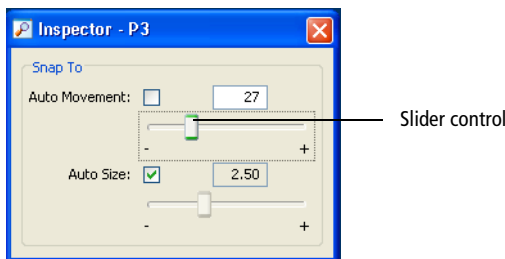 Inspector - P3
Snap To
Auto Movement: 27
Slider control
- +
Auto Size: 2.50
- +